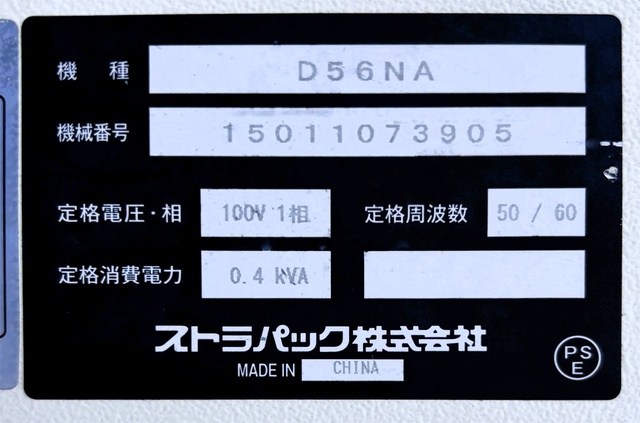 機種 D56NA
機械番号 15011073905
定格電圧・相 100V 1相 定格周波数 50 / 60
定格消費電力 0.4 kVA
ストラパック株式会社
MADE IN CHINA
PS
E